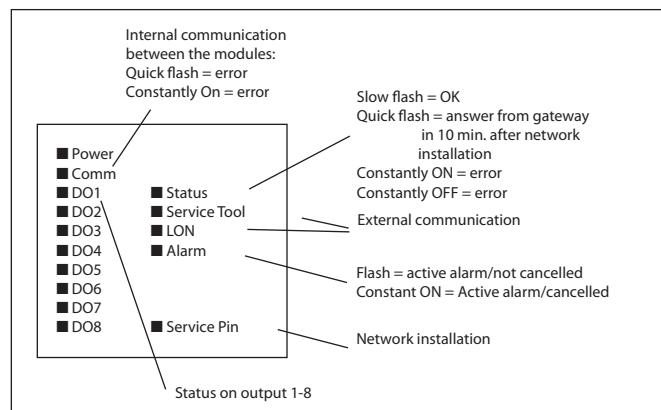 Internal communication
between the modules:
Quick flash = error
Constantly On = error
Slow flash = OK
Quick flash = answer from gateway
in 10 min. after network
installation
Constantly ON = error
Constantly OFF = error
External communication
Flash = active alarm/not cancelled
Constant ON = Active alarm/cancelled
Network installation
Power
Comm
DO1
DO2
DO3
DO4
DO5
DO6
DO7
DO8
Status
Service Tool
LON
Alarm
Service Pin
Status on output 1-8